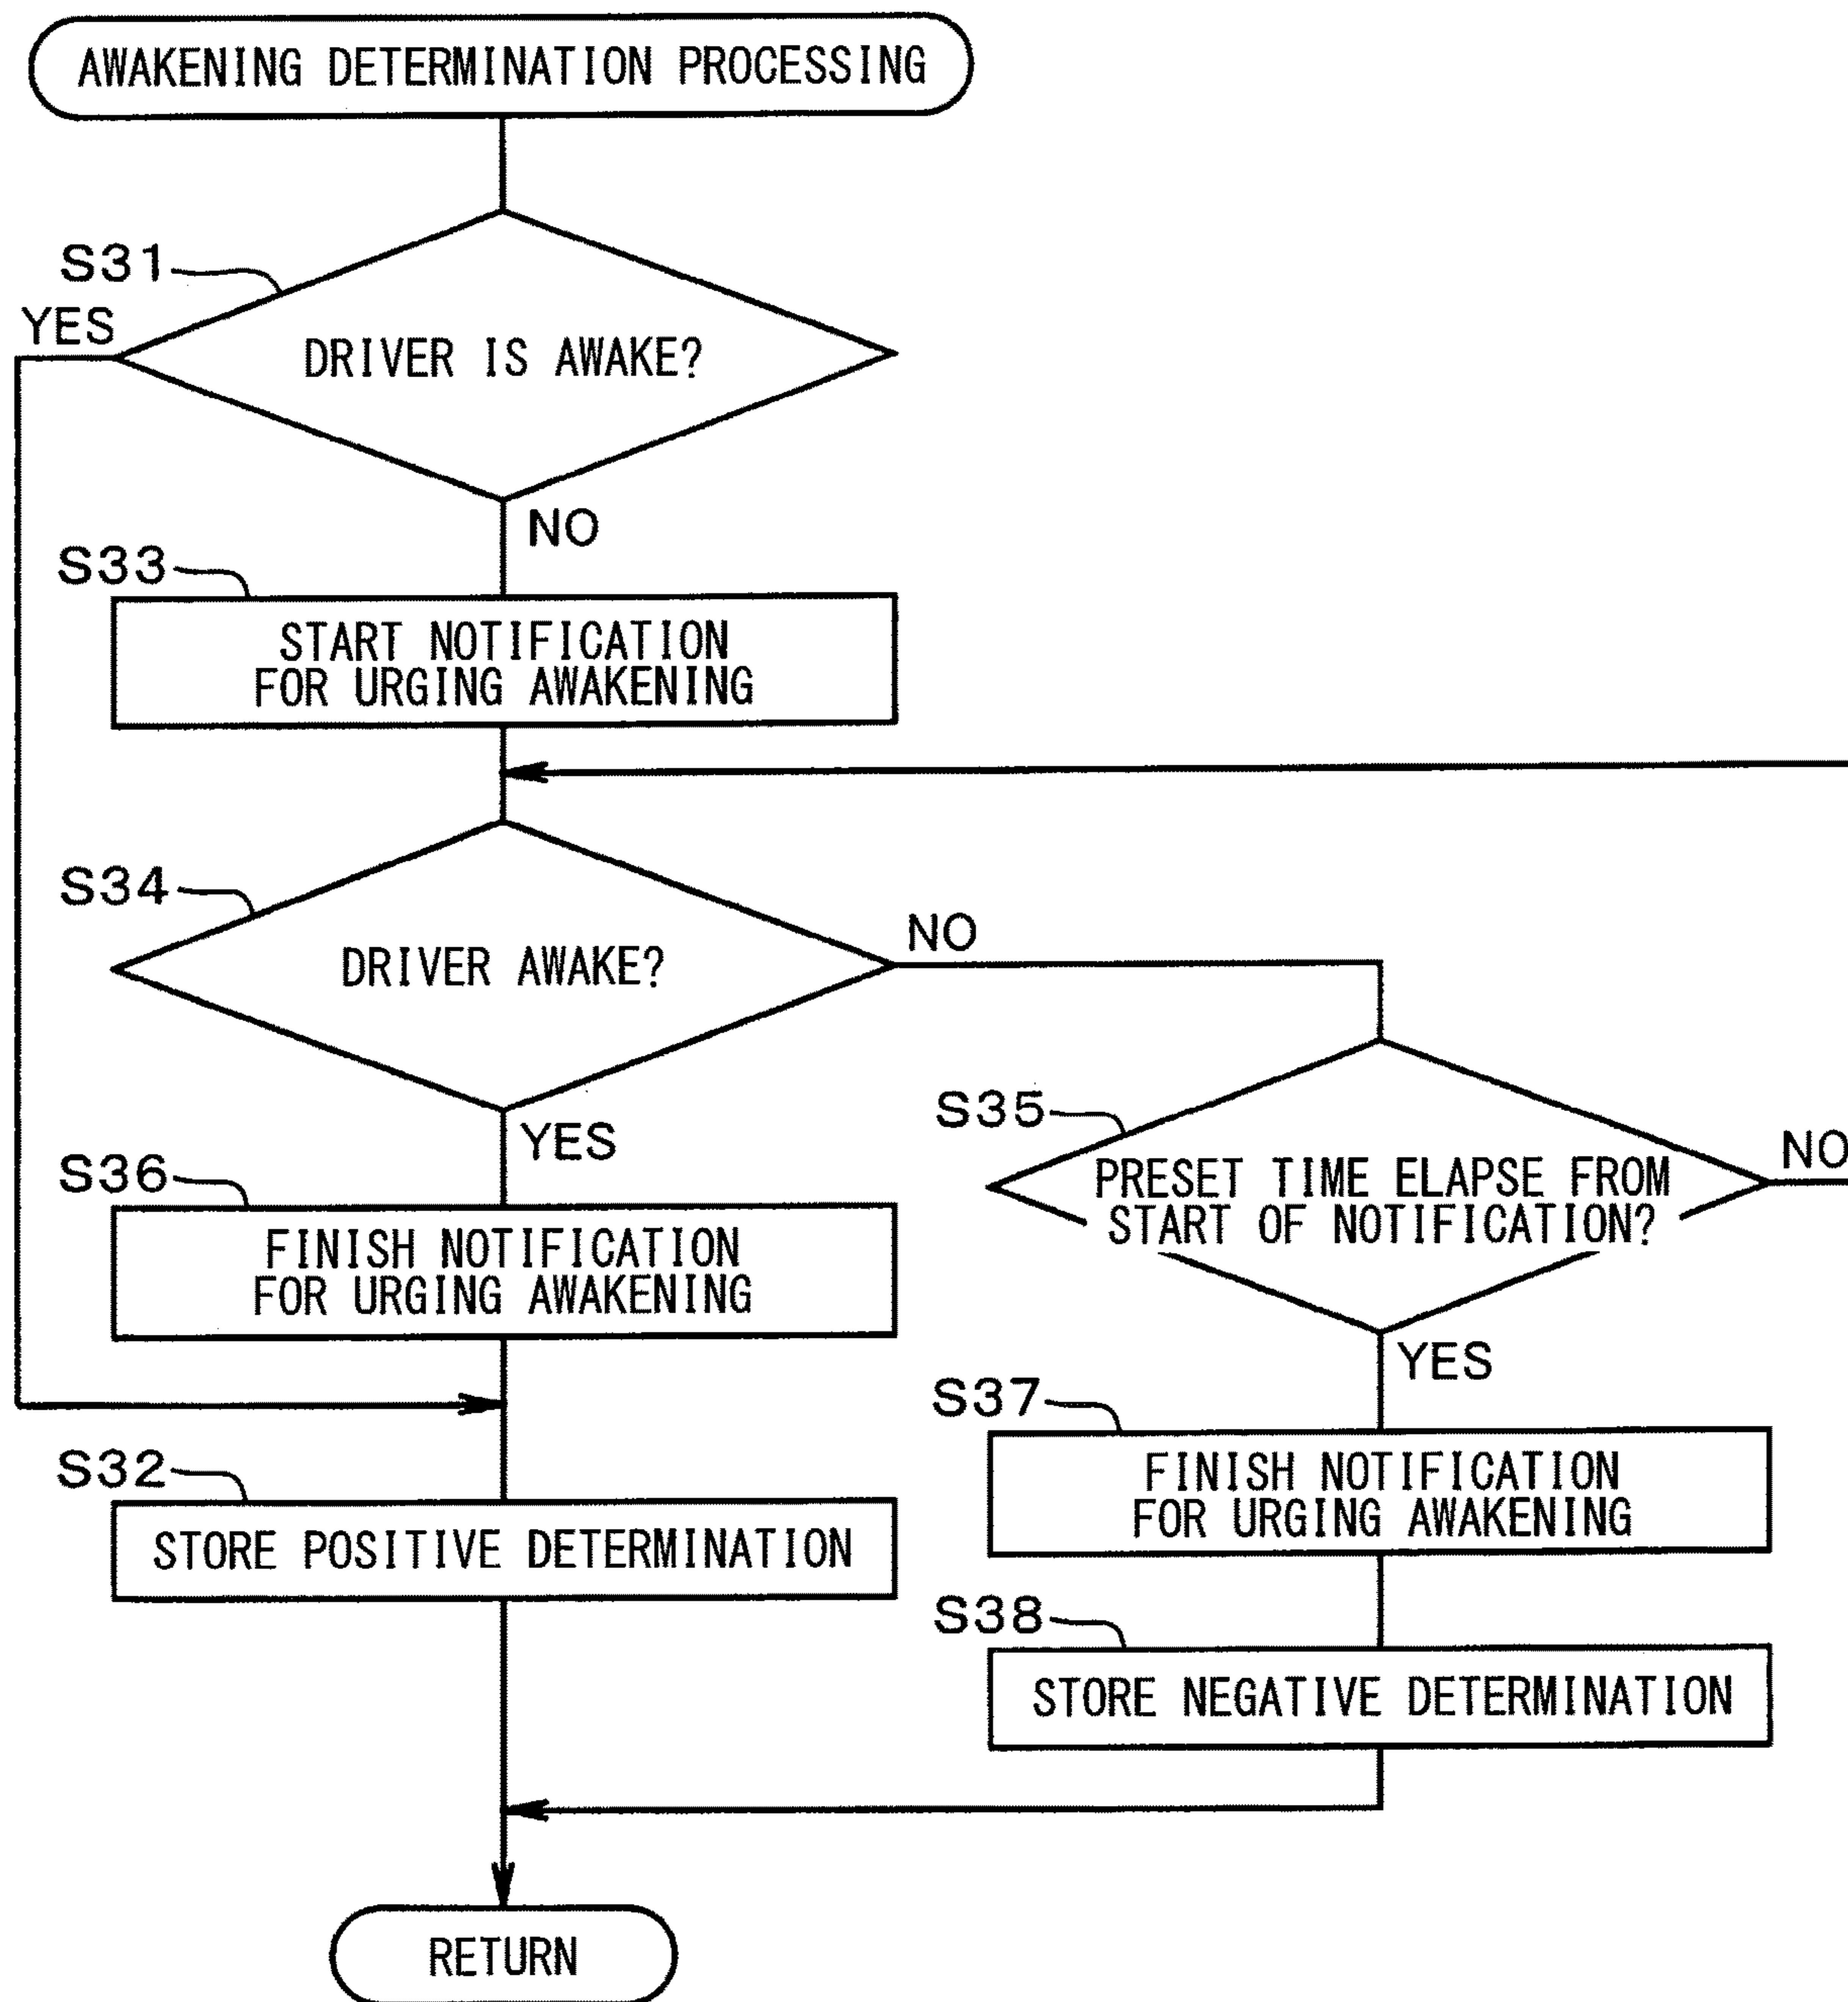 AWAKENING DETERMINATION PROCESSING
S31
YES
DRIVER IS AWAKE?
NO
S33
START NOTIFICATION
FOR URGING AWAKENING
S34
DRIVER AWAKE?
NO
YES
S35
PRESET TIME ELAPSE FROM
START OF NOTIFICATION?
NO
YES
S36
FINISH NOTIFICATION
FOR URGING AWAKENING
S37
FINISH NOTIFICATION
FOR URGING AWAKENING
S32
STORE POSITIVE DETERMINATION
S38
STORE NEGATIVE DETERMINATION
RETURN